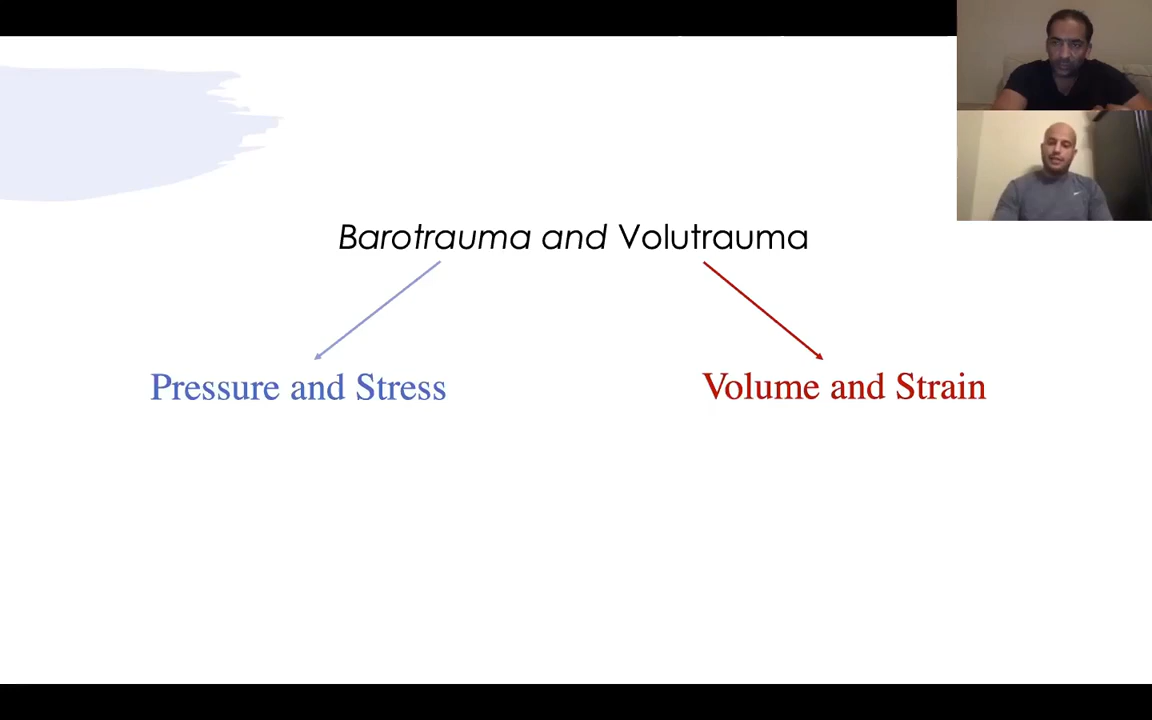 Barotrauma and Volutrauma
Pressure and Stress
Volume and Strain